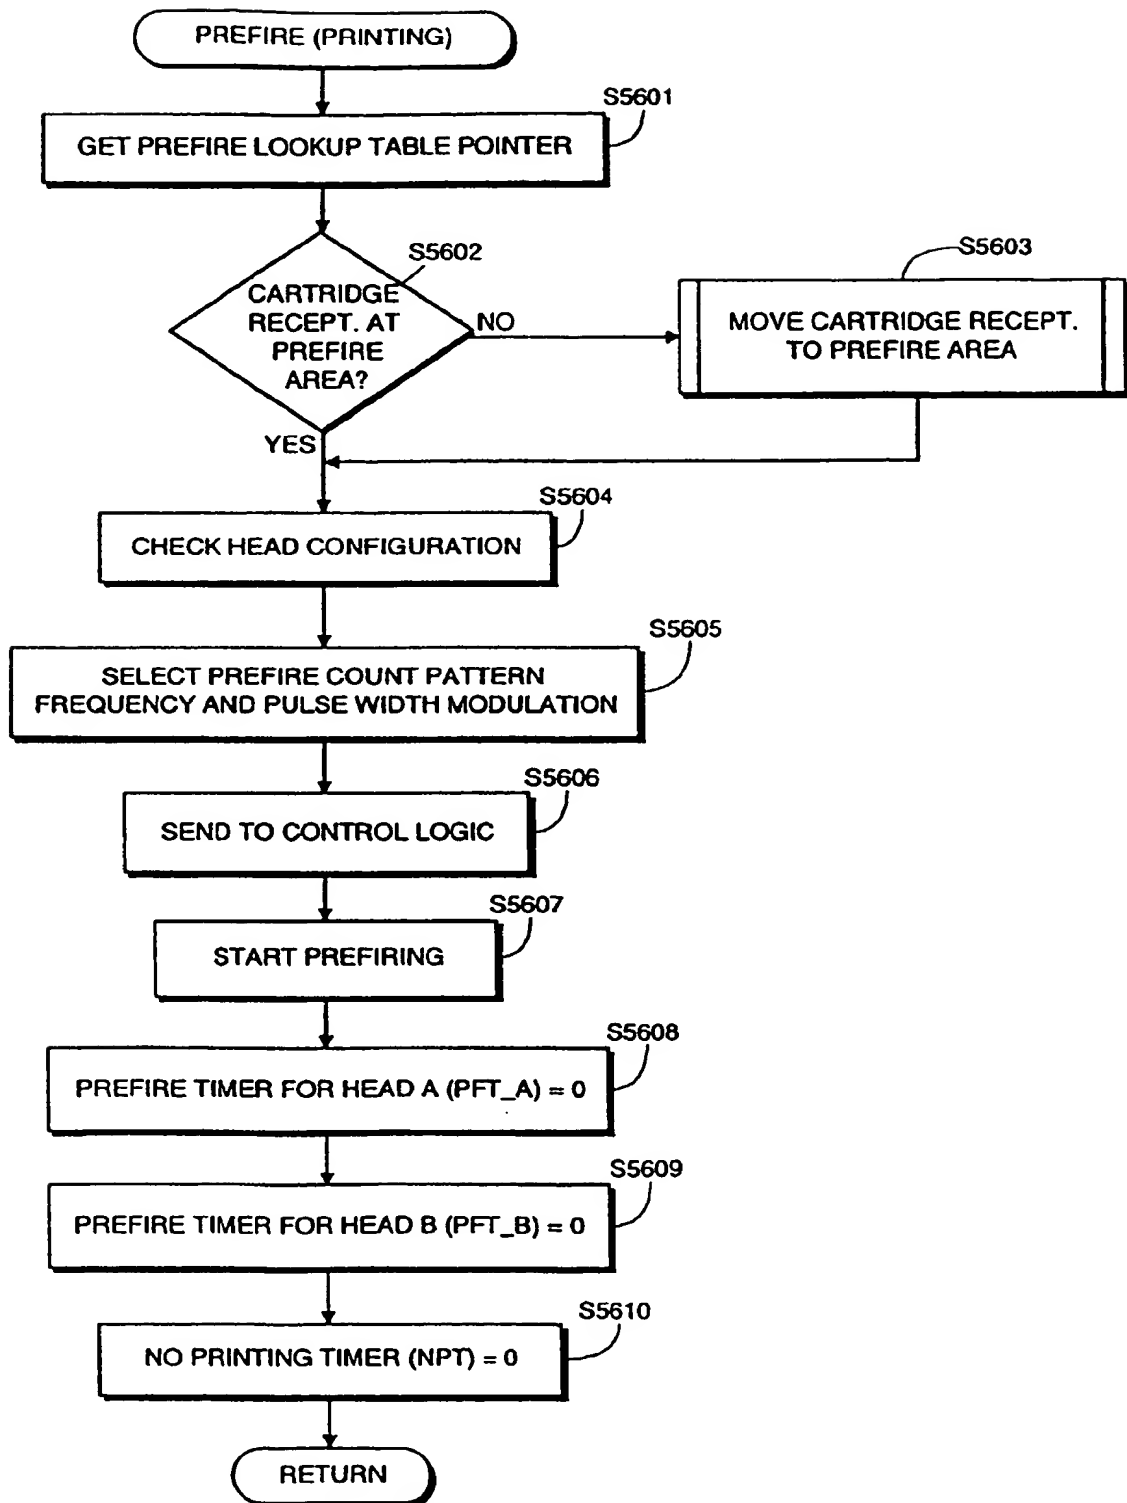 PREFIRE (PRINTING)
S5601
GET PREFIRE LOOKUP TABLE POINTER
S5602
CARTRIDGE
RECEPT. AT
PREFIRE
AREA?
NO
S5603
MOVE CARTRIDGE RECEPT.
TO PREFIRE AREA
YES
S5604
CHECK HEAD CONFIGURATION
S5605
SELECT PREFIRE COUNT PATTERN
FREQUENCY AND PULSE WIDTH MODULATION
S5606
SEND TO CONTROL LOGIC
S5607
START PREFIRING
S5608
PREFIRE TIMER FOR HEAD A (PFT_A) = 0
S5609
PREFIRE TIMER FOR HEAD B (PFT_B) = 0
S5610
NO PRINTING TIMER (NPT) = 0
RETURN